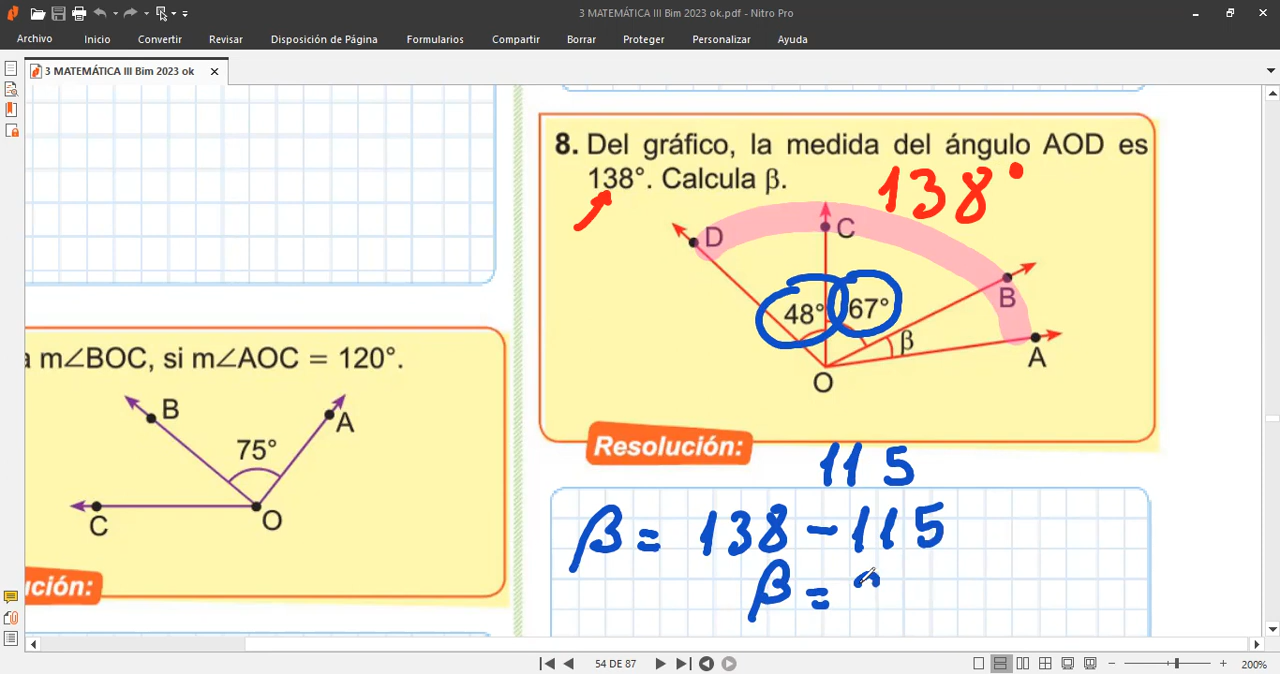 3 MATEMÁTICA III Bim 2023 ok.pdf - Nitro Pro
Archivo Inicio Convertir Revisar Disposición de Página Formularios Compartir Borrar Proteger Personalizar Ayuda
3 MATEMÁTICA III Bim 2023 ok
8. Del gráfico, la medida del ángulo AOD es
138°. Calcula β.
138°
D
C
B
48°
67°
β
A
O
Resolución:
115
β = 138 - 115
β =
a m∠BOC, si m∠AOC = 120°.
B
A
75°
C
O
ución:
54 DE 87
200%